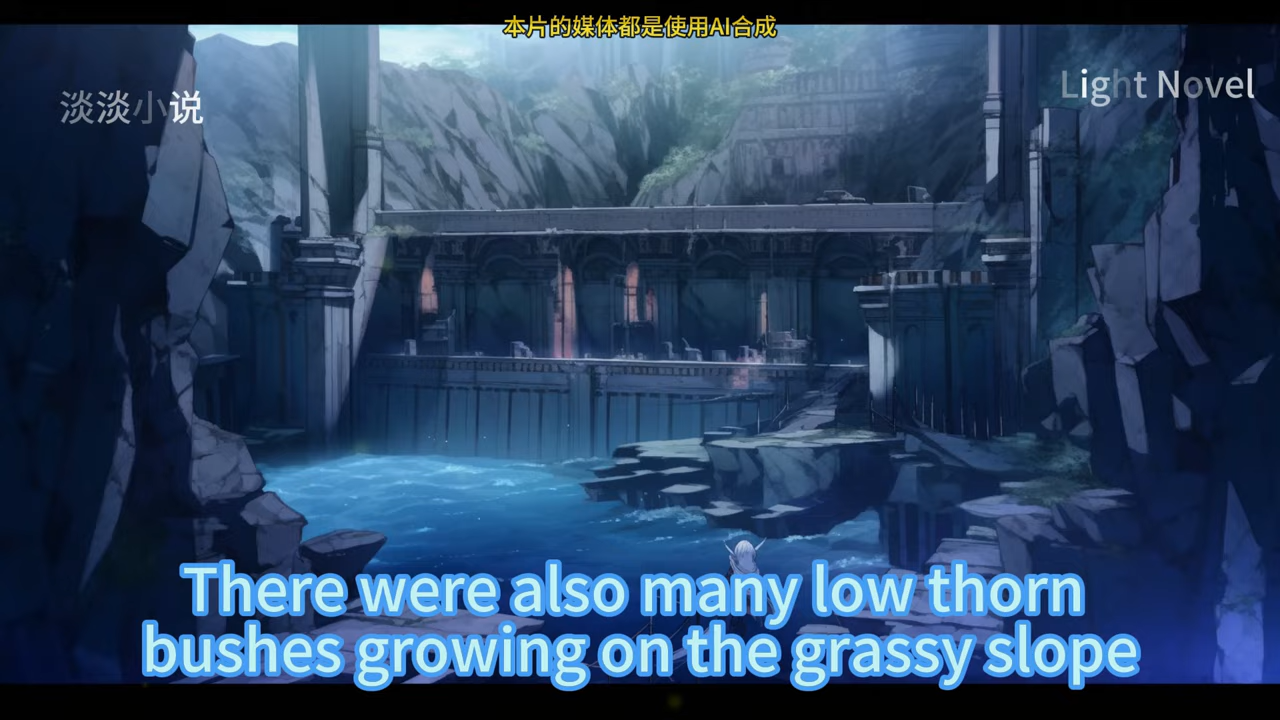 本片的媒体都是使用AI合成
淡淡小说
Light Novel
There were also many low thorn
bushes growing on the grassy slope